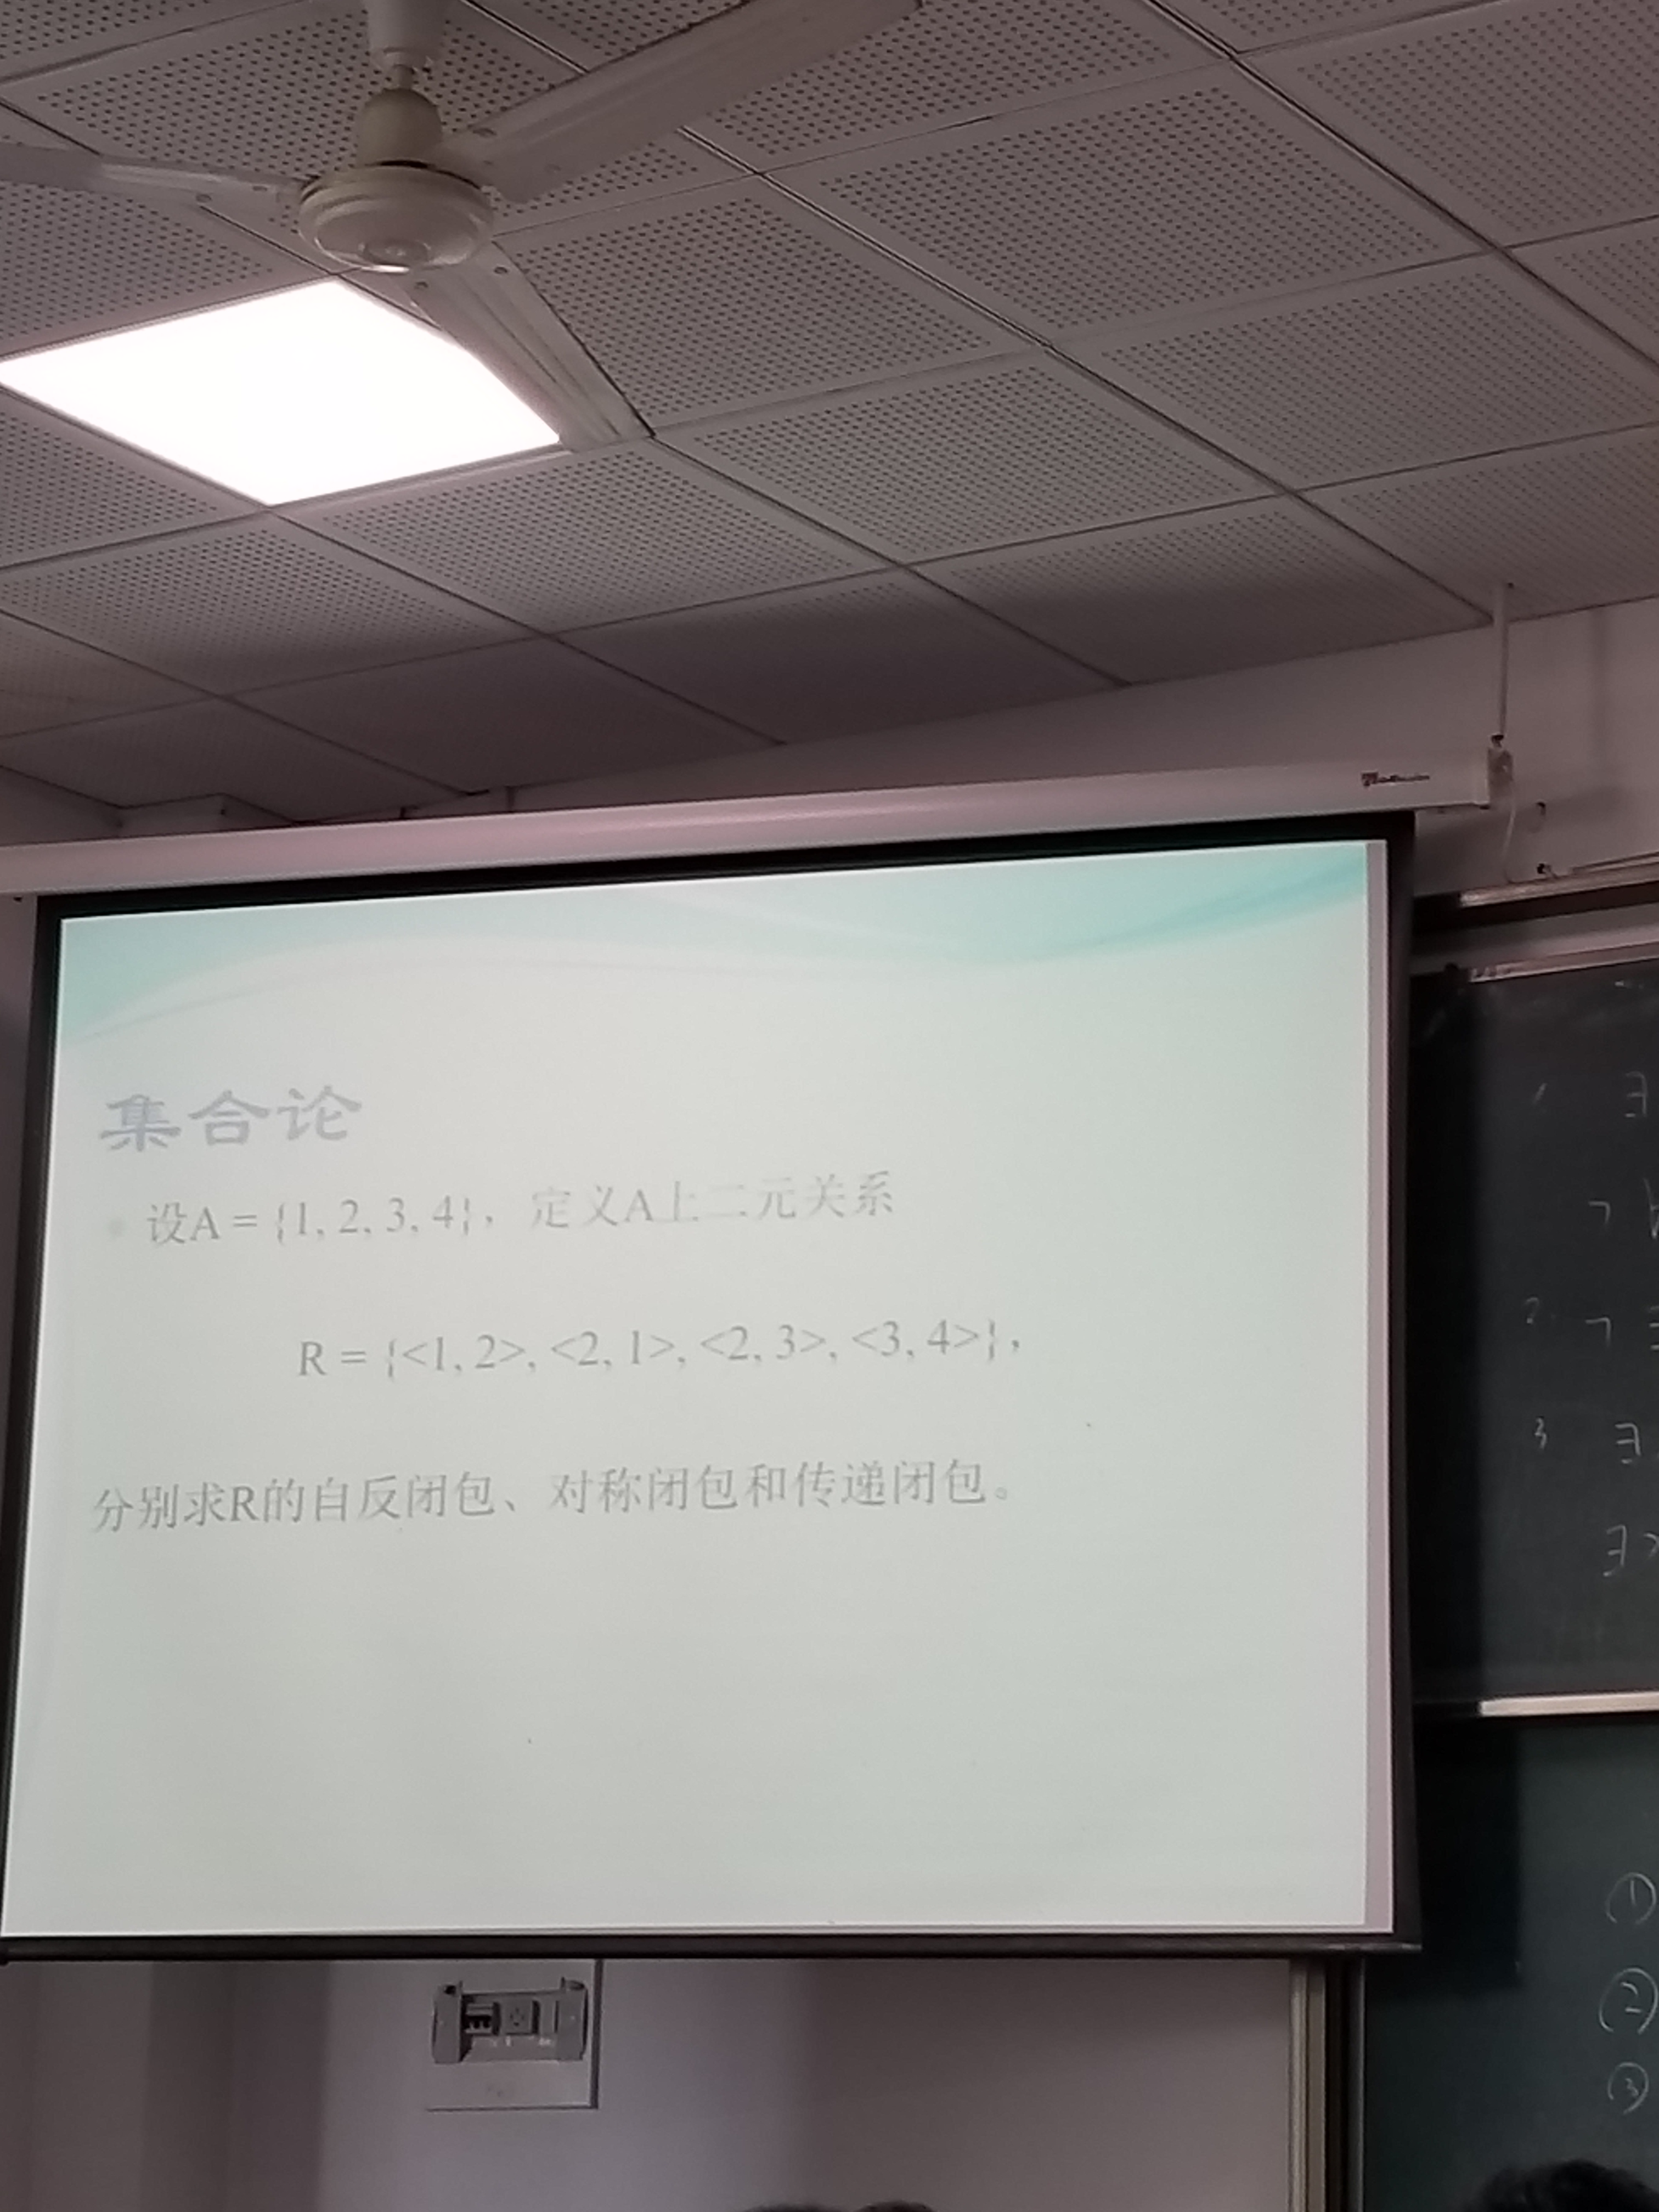 集合论
设A = {1, 2, 3, 4}，定义A上二元关系
R = {<1, 2>, <2, 1>, <2, 3>, <3, 4>}，
分别求R的自反闭包、对称闭包和传递闭包。
∃
¬
2. ¬ ∃
3 ∃
∃
①
②
③